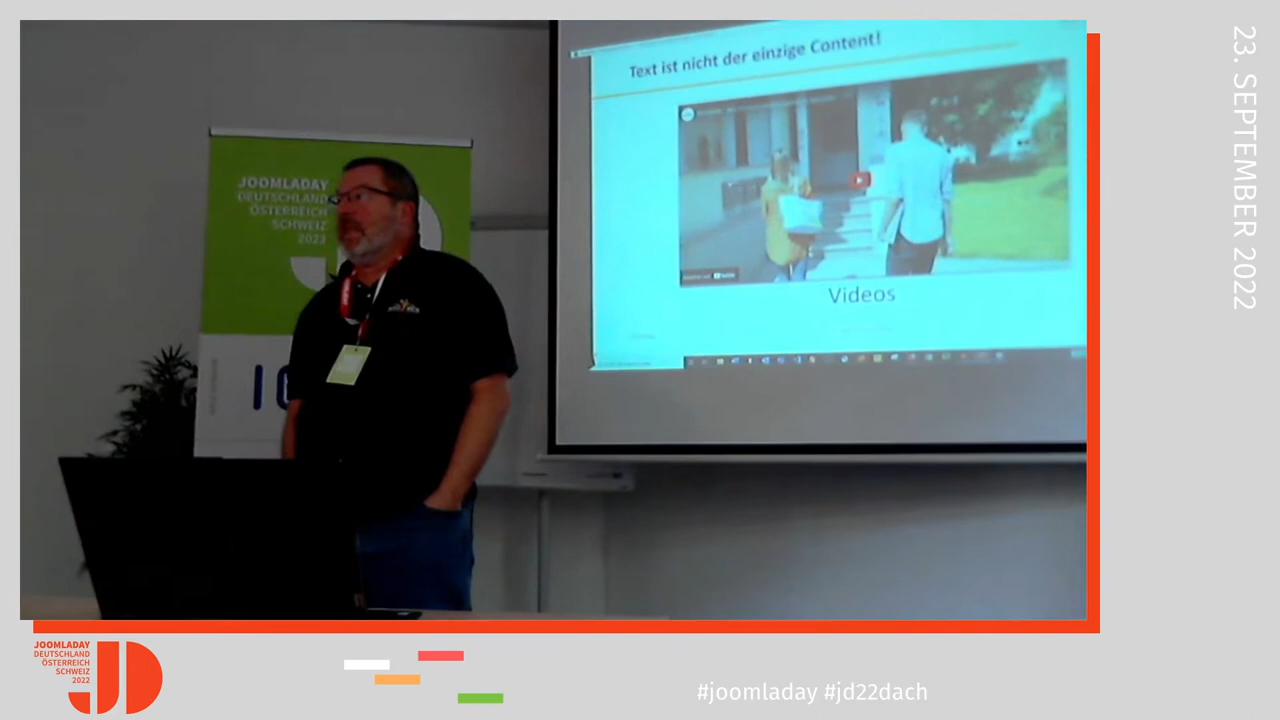 Text ist nicht der einzige Content!
Videos
JOOMLADAY
DEUTSCHLAND
ÖSTERREICH
SCHWEIZ
23. SEPTEMBER 2022
JOOMLADAY
DEUTSCHLAND
ÖSTERREICH
SCHWEIZ
2022
JD
#joomladay #jd22dach